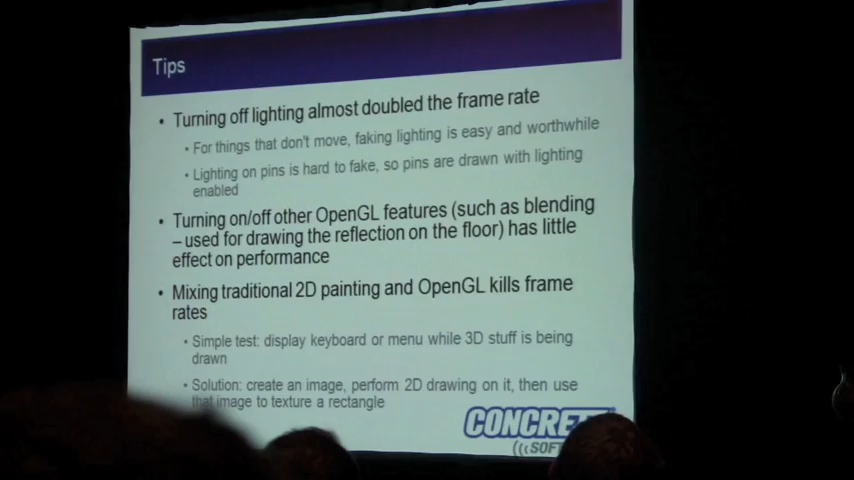 Tips
• Turning off lighting almost doubled the frame rate
• For things that don't move, faking lighting is easy and worthwhile
• Lighting on pins is hard to fake, so pins are drawn with lighting
enabled
• Turning on/off other OpenGL features (such as blending
– used for drawing the reflection on the floor) has little
effect on performance
• Mixing traditional 2D painting and OpenGL kills frame
rates
• Simple test: display keyboard or menu while 3D stuff is being
drawn
• Solution: create an image, perform 2D drawing on it, then use
that image to texture a rectangle